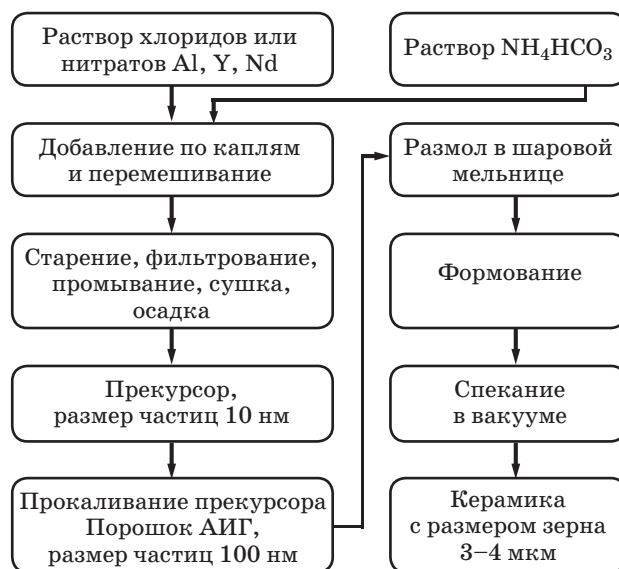 Раствор хлоридов или
нитратов Al, Y, Nd
Раствор NH₄HCO₃
Добавление по каплям
и перемешивание
Старение, фильтрование,
промывание, сушка,
осадка
Прекурсор,
размер частиц 10 нм
Прокаливание прекурсора
Порошок АИГ,
размер частиц 100 нм
Размол в шаровой
мельнице
Формование
Спекание
в вакууме
Керамика
с размером зерна
3–4 мкм